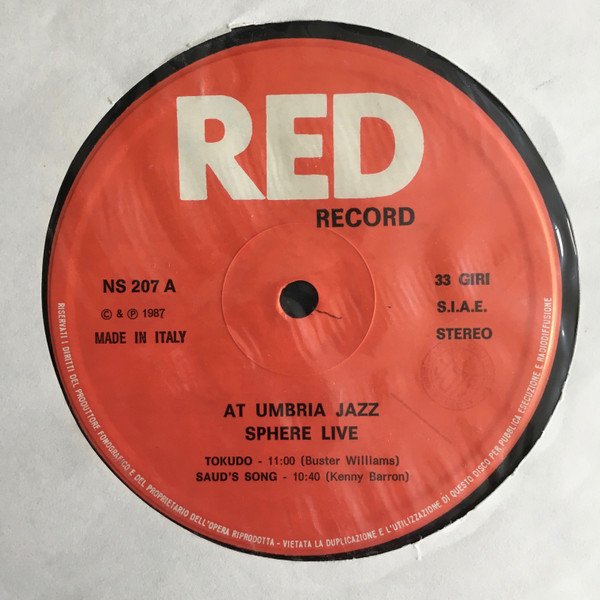 RED
RECORD
NS 207 A
© & ℗ 1987
MADE IN ITALY
33 GIRI
S.I.A.E.
STEREO
AT UMBRIA JAZZ
SPHERE LIVE
TOKUDO - 11:00 (Buster Williams)
SAUD'S SONG - 10:40 (Kenny Barron)
RISERVATI I DIRITTI DEL PRODUTTORE FONOGRAFICO E DEL PROPRIETARIO DELL'OPERA RIPRODOTTA - VIETATA LA DUPLICAZIONE E L'UTILIZZAZIONE DI QUESTO DISCO PER PUBBLICA ESECUZIONE E RADIODIFFUSIONE